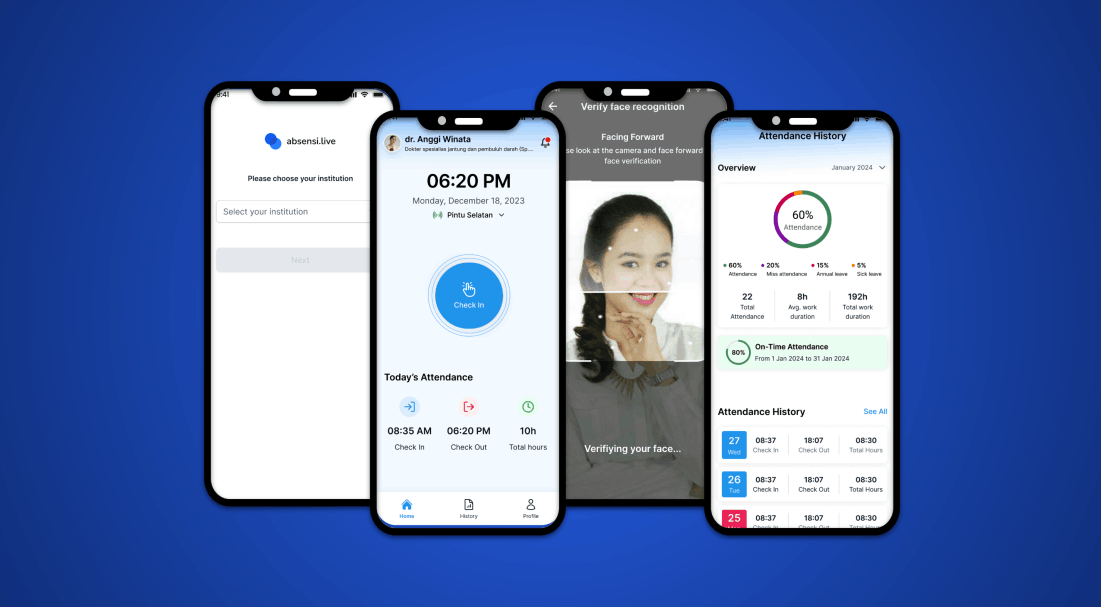 absensi.live
Please choose your institution
Select your institution
Next
dr. Anggi Winata
Dokter spesialias jantung dan pembuluh darah (Sp...
06:20 PM
Monday, December 18, 2023
Pintu Selatan
Check In
Today's Attendance
08:35 AM
06:20 PM
10h
Check In
Check Out
Total hours
Home
History
Profile
Verify face recognition
Facing Forward
se look at the camera and face forward
face verification
Verifiying your face...
Attendance History
Overview
January 2024
60%
Attendance
60%
Attendance
20%
Miss attendance
15%
Annual leave
5%
Sick leave
22
Total
Attendance
8h
Avg. work
duration
192h
Total work
duration
80%
On-Time Attendance
From 1 Jan 2024 to 31 Jan 2024
Attendance History
See All
27
Wed
08:37
Check In
18:07
Check Out
08:30
Total Hours
26
Tue
08:37
Check In
18:07
Check Out
08:30
Total Hours
25
08:37
18:07
08:30